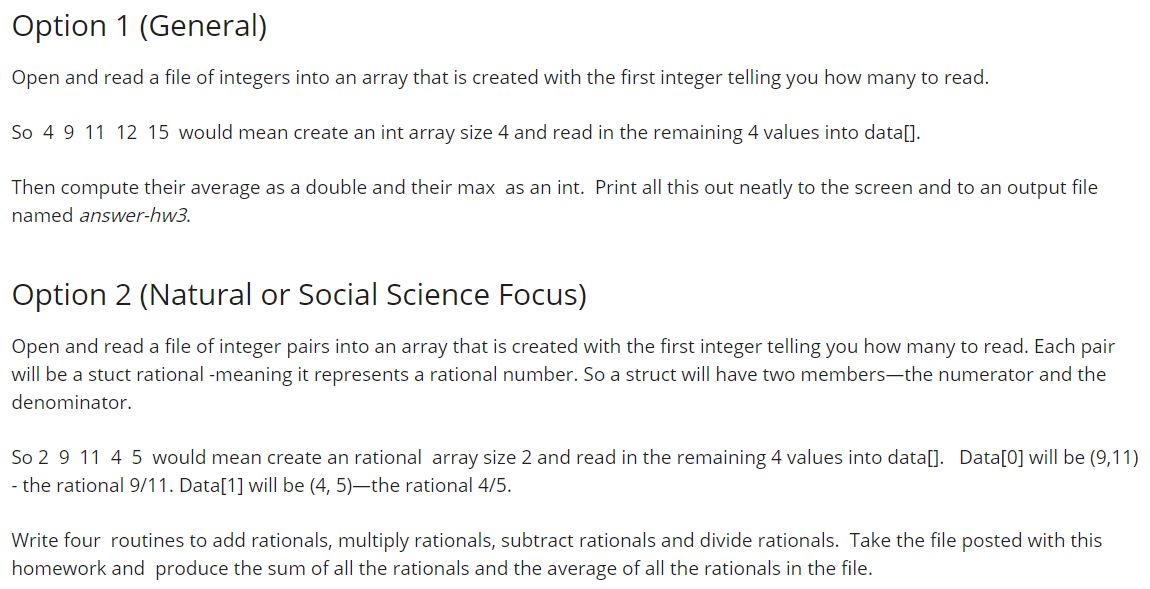 Option 1 (General)
Open and read a file of integers into an array that is created with the first integer telling you how many to read.
So  4  9  11  12  15  would mean create an int array size 4 and read in the remaining 4 values into data[].
Then compute their average as a double and their max  as an int.  Print all this out neatly to the screen and to an output file
named answer-hw3.
Option 2 (Natural or Social Science Focus)
Open and read a file of integer pairs into an array that is created with the first integer telling you how many to read. Each pair
will be a stuct rational -meaning it represents a rational number. So a struct will have two members—the numerator and the
denominator.
So 2  9  11  4  5  would mean create an rational  array size 2 and read in the remaining 4 values into data[].   Data[0] will be (9,11)
- the rational 9/11. Data[1] will be (4, 5)—the rational 4/5.
Write four  routines to add rationals, multiply rationals, subtract rationals and divide rationals.  Take the file posted with this
homework and  produce the sum of all the rationals and the average of all the rationals in the file.